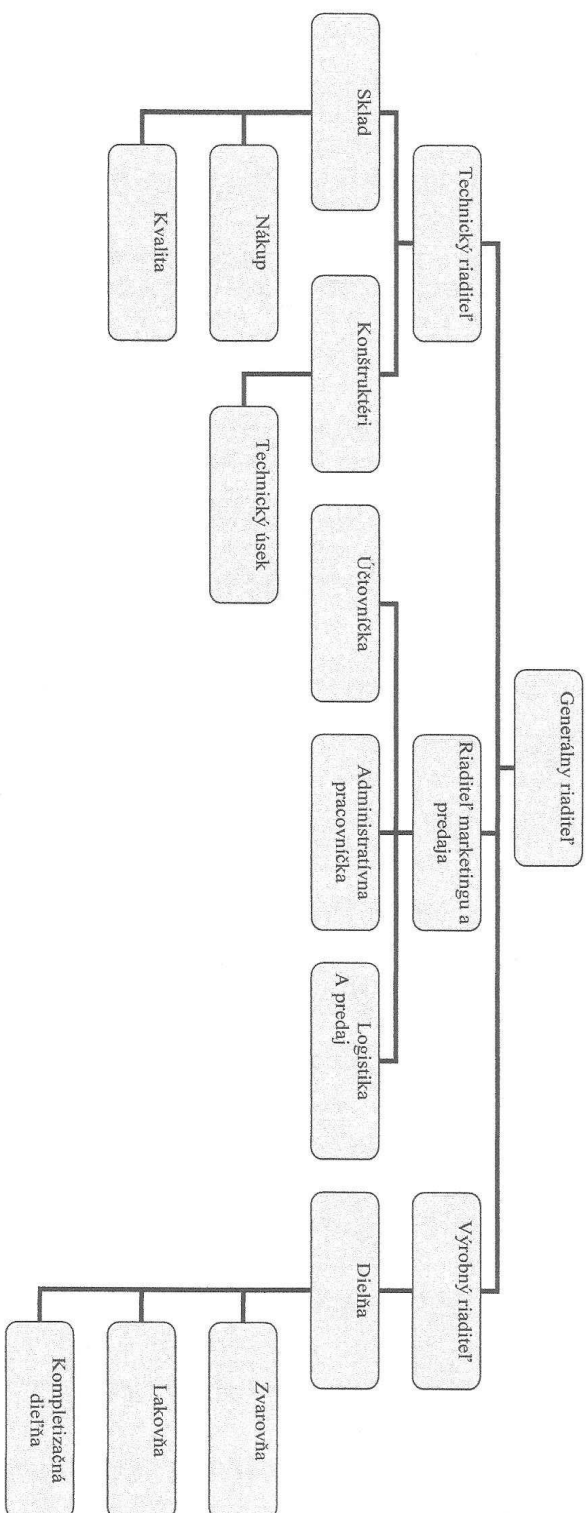 Generálny riaditeľ
Technický riaditeľ
Riaditeľ marketingu a
predaja
Výrobný riaditeľ
Sklad
Konštruktéri
Účtovníčka
Administratívna
pracovníčka
Logistika
A predaj
Dielňa
Nákup
Technický úsek
Zvarovňa
Kvalita
Lakovňa
Kompletizačná
dielňa